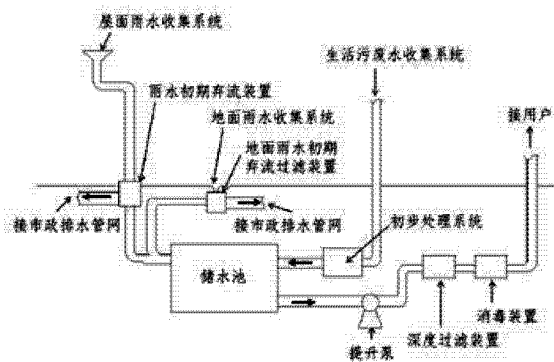 屋面雨水收集系统
生活污废水收集系统
雨水初期弃流装置
接用户
地面雨水收集系统
地面雨水初期
弃流过滤装置
接市政排水管网
接市政排水管网
初步处理系统
储水池
消毒装置
深度过滤装置
提升泵